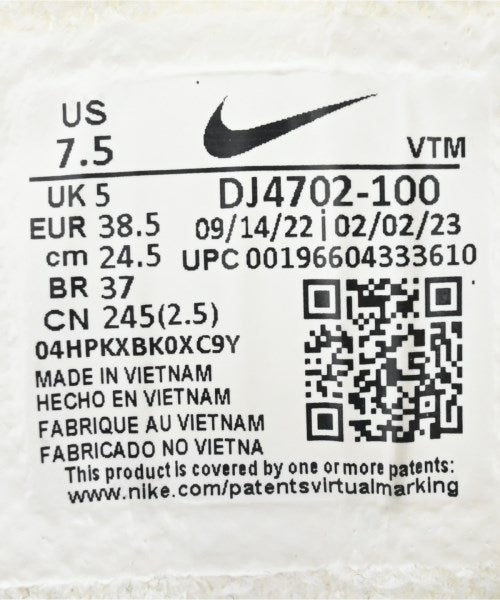 US
7.5
VTM
UK 5
DJ4702-100
EUR 38.5
09/14/22 | 02/02/23
cm 24.5
UPC 00196604333610
BR 37
CN 245(2.5)
04HPKXBK0XC9Y
MADE IN VIETNAM
HECHO EN VIETNAM
FABRIQUE AU VIETNAM
FABRICADO NO VIETNA
This product is covered by one or more patents:
www.nike.com/patentsvirtualmarking